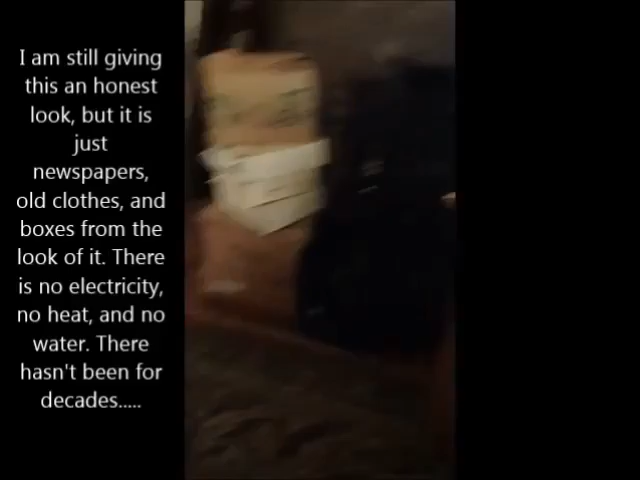 I am still giving
this an honest
look, but it is
just
newspapers,
old clothes, and
boxes from the
look of it. There
is no electricity,
no heat, and no
water. There
hasn't been for
decades.....